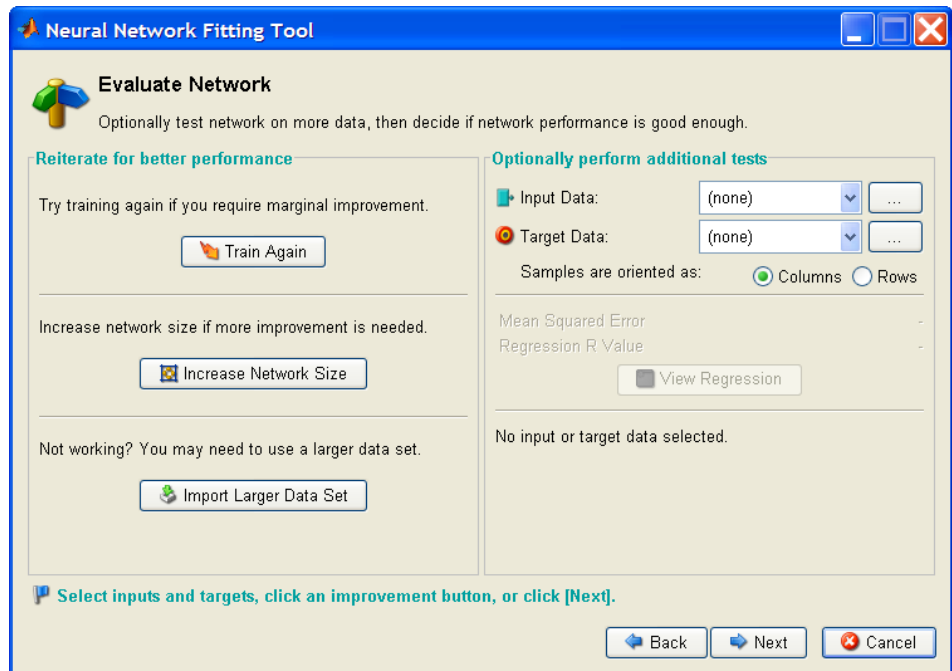 Neural Network Fitting Tool
Evaluate Network
Optionally test network on more data, then decide if network performance is good enough.
Reiterate for better performance
Try training again if you require marginal improvement.
Train Again
Increase network size if more improvement is needed.
Increase Network Size
Not working? You may need to use a larger data set.
Import Larger Data Set
Optionally perform additional tests
Input Data: (none) ...
Target Data: (none) ...
Samples are oriented as: Columns Rows
Mean Squared Error -
Regression R Value -
View Regression
No input or target data selected.
Select inputs and targets, click an improvement button, or click [Next].
Back Next Cancel